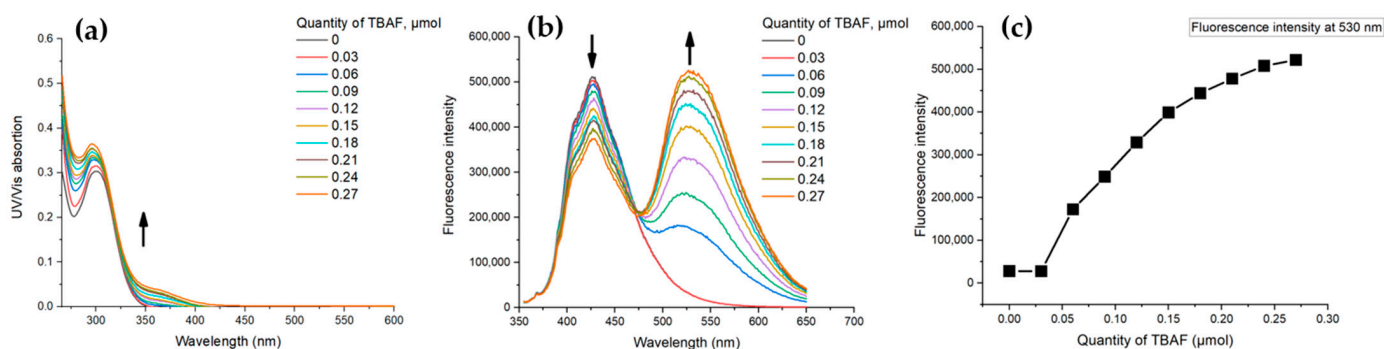 (a)
Quantity of TBAF, μmol
0
0.03
0.06
0.09
0.12
0.15
0.18
0.21
0.24
0.27
UV/Vis absorption
0.6
0.5
0.4
0.3
0.2
0.1
0.0
300 350 400 450 500 550 600
Wavelength (nm)
(b)
Quantity of TBAF, μmol
0
0.03
0.06
0.09
0.12
0.15
0.18
0.21
0.24
0.27
Fluorescence intensity
600,000
500,000
400,000
300,000
200,000
100,000
0
350 400 450 500 550 600 650 700
Wavelength (nm)
(c)
Fluorescence intensity at 530 nm
Fluorescence intensity
600,000
500,000
400,000
300,000
200,000
100,000
0
0.00 0.05 0.10 0.15 0.20 0.25 0.30
Quantity of TBAF (μmol)